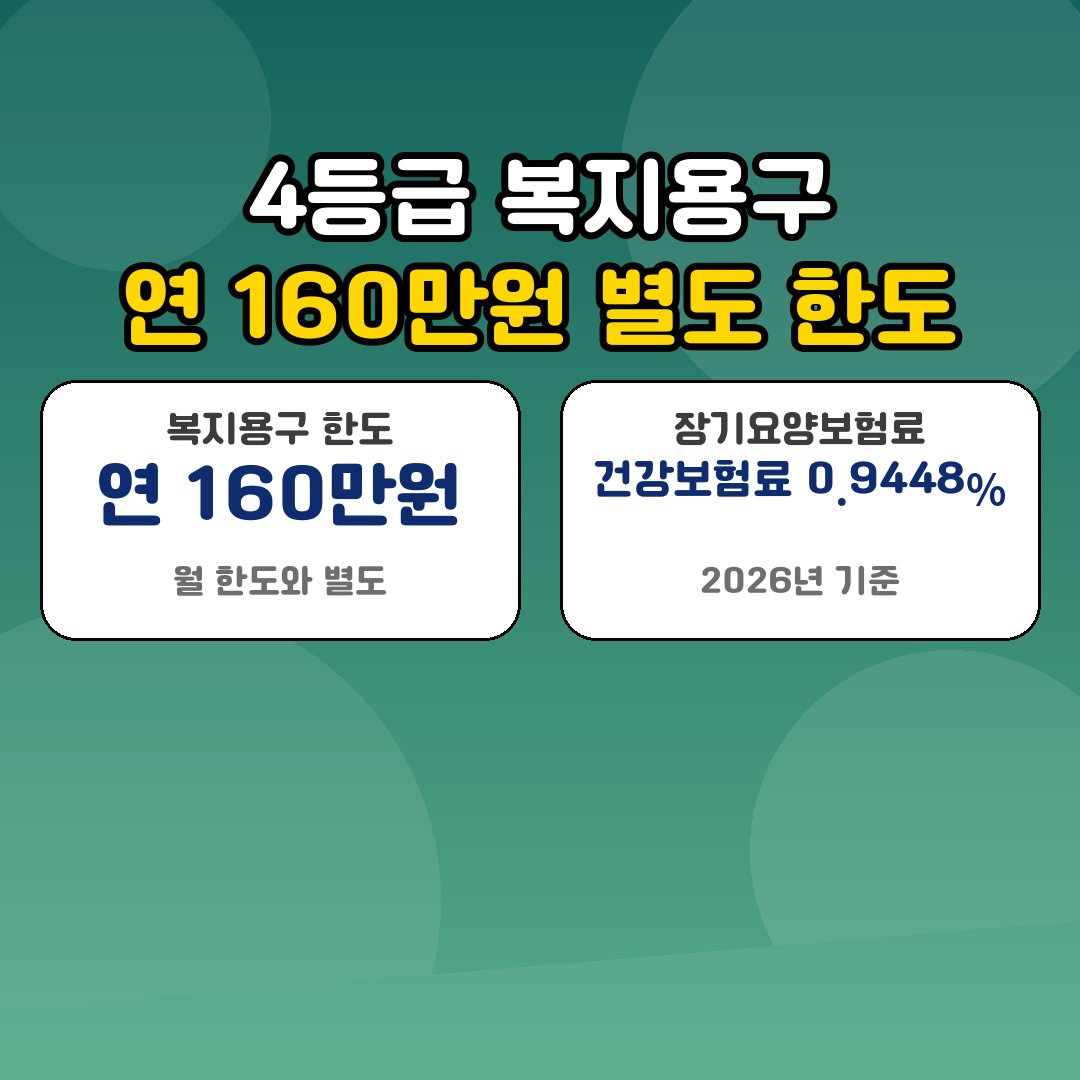 4등급 복지용구
연 160만원 별도 한도
복지용구 한도
연 160만원
월 한도와 별도
장기요양보험료
건강보험료 0.9448%
2026년 기준